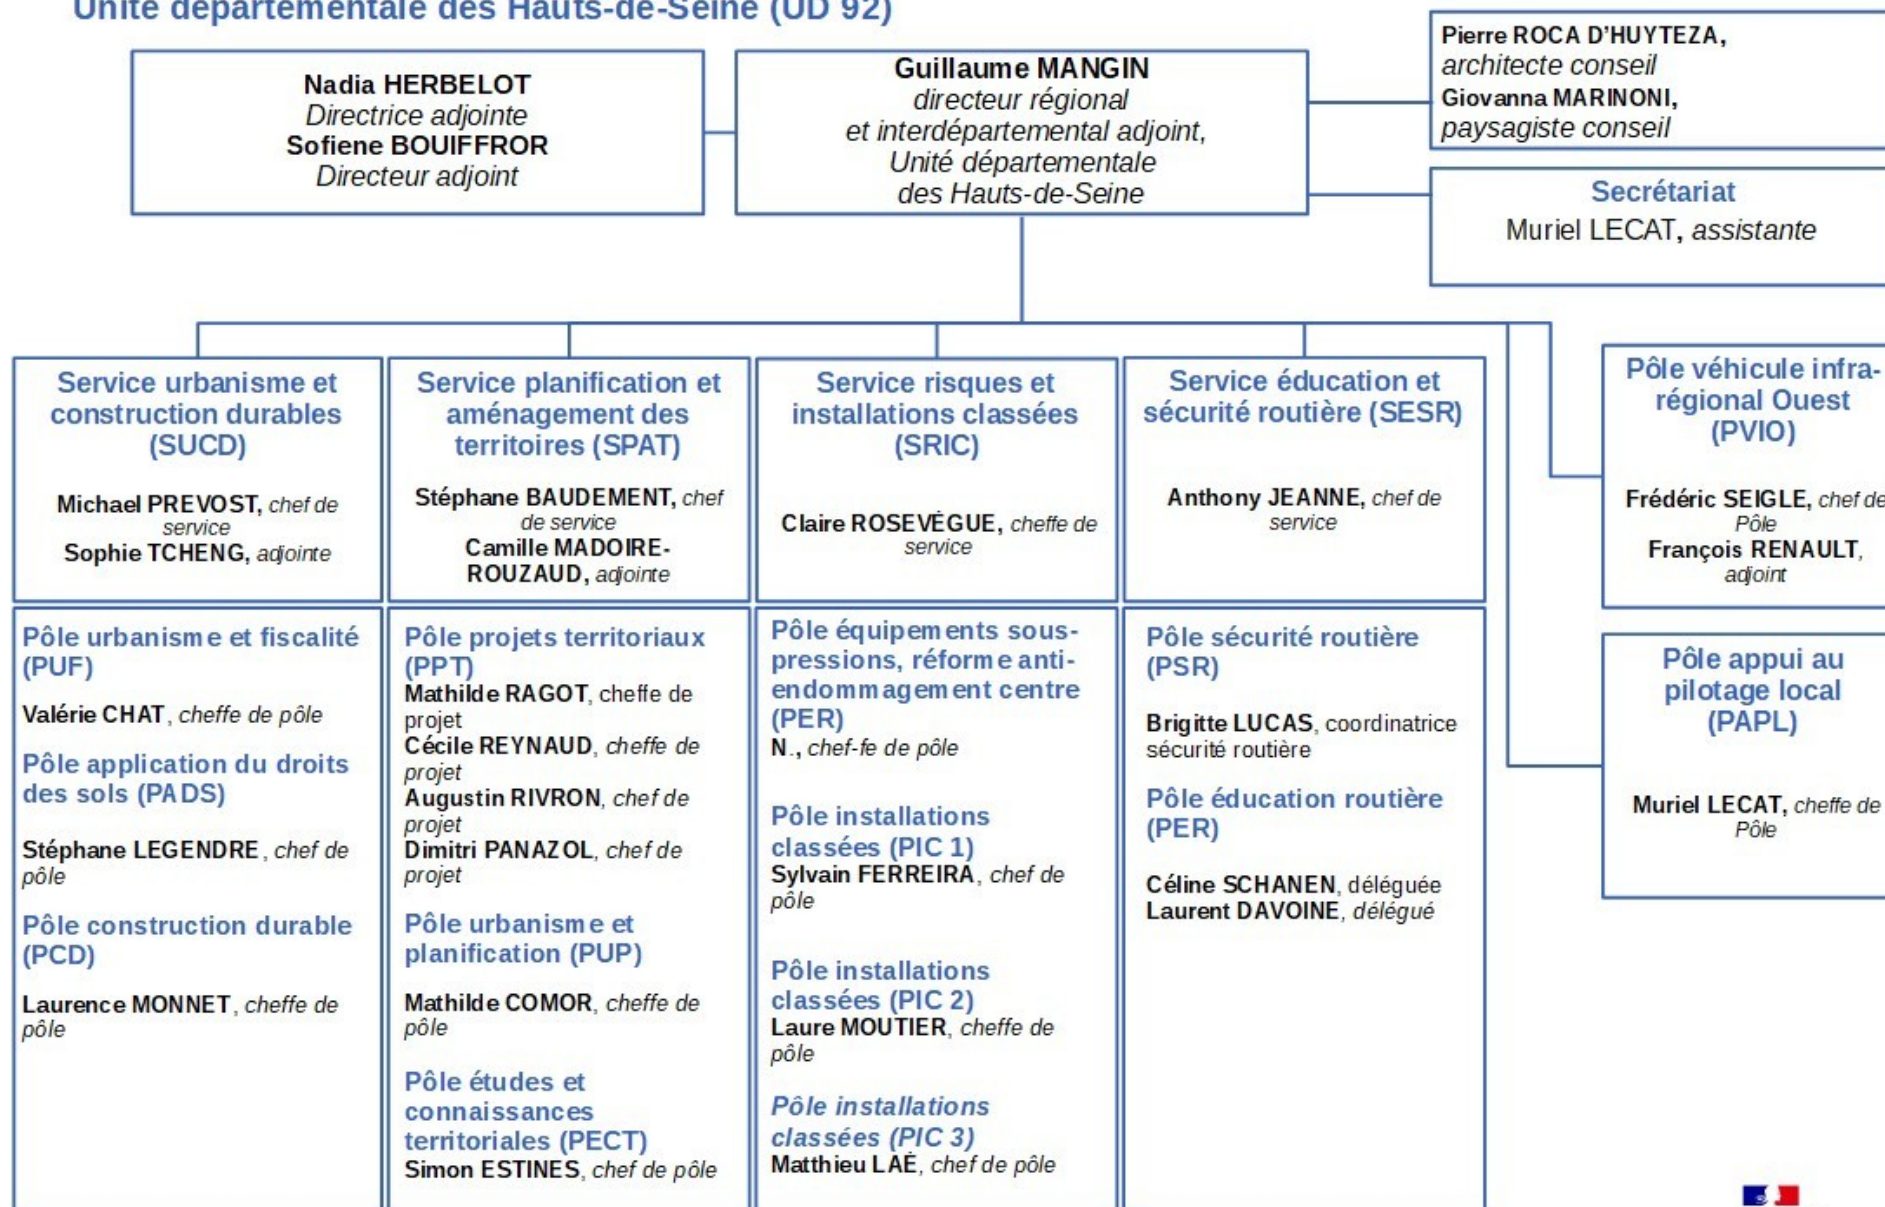 Unité départementale des Hauts-de-Seine (UD 92)
Nadia HERBELOT
Directrice adjointe
Sofiene BOUIFFROR
Directeur adjoint
Guillaume MANGIN
directeur régional
et interdépartemental adjoint,
Unité départementale
des Hauts-de-Seine
Pierre ROCA D'HUYTEZA,
architecte conseil
Giovanna MARINONI,
paysagiste conseil
Secrétariat
Muriel LECAT, assistante
Service urbanisme et
construction durables
(SUCD)
Michael PREVOST, chef de
service
Sophie TCHENG, adjointe
Pôle urbanisme et fiscalité
(PUF)
Valérie CHAT, cheffe de pôle
Pôle application du droits
des sols (PADS)
Stéphane LEGENDRE, chef de
pôle
Pôle construction durable
(PCD)
Laurence MONNET, cheffe de
pôle
Service planification et
aménagement des
territoires (SPAT)
Stéphane BAUDEMENT, chef
de service
Camille MADOIRE-
ROUZAUD, adjointe
Pôle projets territoriaux
(PPT)
Mathilde RAGOT, cheffe de
projet
Cécile REYNAUD, cheffe de
projet
Augustin RIVRON, chef de
projet
Dimitri PANAZOL, chef de
projet
Pôle urbanisme et
planification (PUP)
Mathilde COMOR, cheffe de
pôle
Pôle études et
connaissances
territoriales (PECT)
Simon ESTINES, chef de pôle
Service risques et
installations classées
(SRIC)
Claire ROSEVÉGUE, cheffe de
service
Pôle équipements sous-
pressions, réforme anti-
endommagement centre
(PER)
N., chef-fe de pôle
Pôle installations
classées (PIC 1)
Sylvain FERREIRA, chef de
pôle
Pôle installations
classées (PIC 2)
Laure MOUTIER, cheffe de
pôle
Pôle installations
classées (PIC 3)
Matthieu LAÉ, chef de pôle
Service éducation et
sécurité routière (SESR)
Anthony JEANNE, chef de
service
Pôle sécurité routière
(PSR)
Brigitte LUCAS, coordinatrice
sécurité routière
Pôle éducation routière
(PER)
Céline SCHANEN, déléguée
Laurent DAVOINE, délégué
Pôle véhicule infra-
régional Ouest
(PVIO)
Frédéric SEIGLE, chef de
Pôle
François RENAULT,
adjoint
Pôle appui au
pilotage local
(PAPL)
Muriel LECAT, cheffe de
Pôle